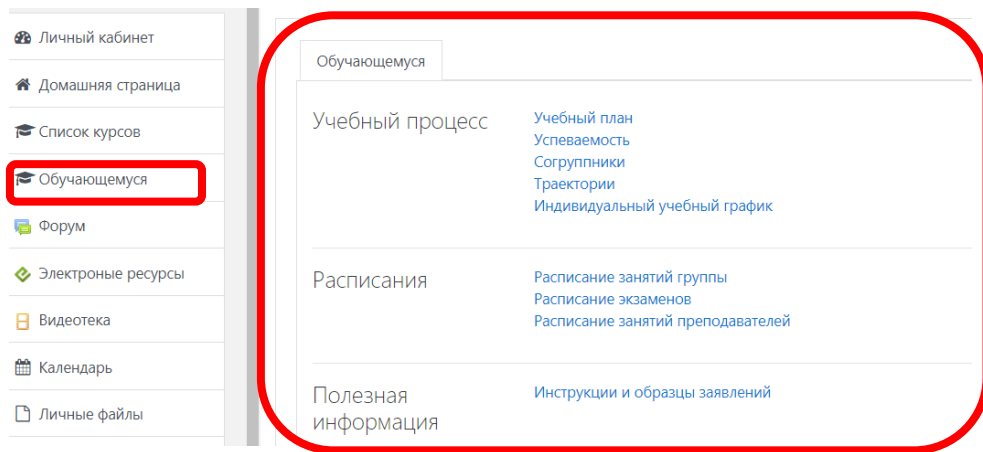 Личный кабинет
Домашняя страница
Список курсов
Обучающемуся
Форум
Электроные ресурсы
Видеотека
Календарь
Личные файлы
Обучающемуся
Учебный процесс
Учебный план
Успеваемость
Согруппники
Траектории
Индивидуальный учебный график
Расписания
Расписание занятий группы
Расписание экзаменов
Расписание занятий преподавателей
Полезная
информация
Инструкции и образцы заявлений